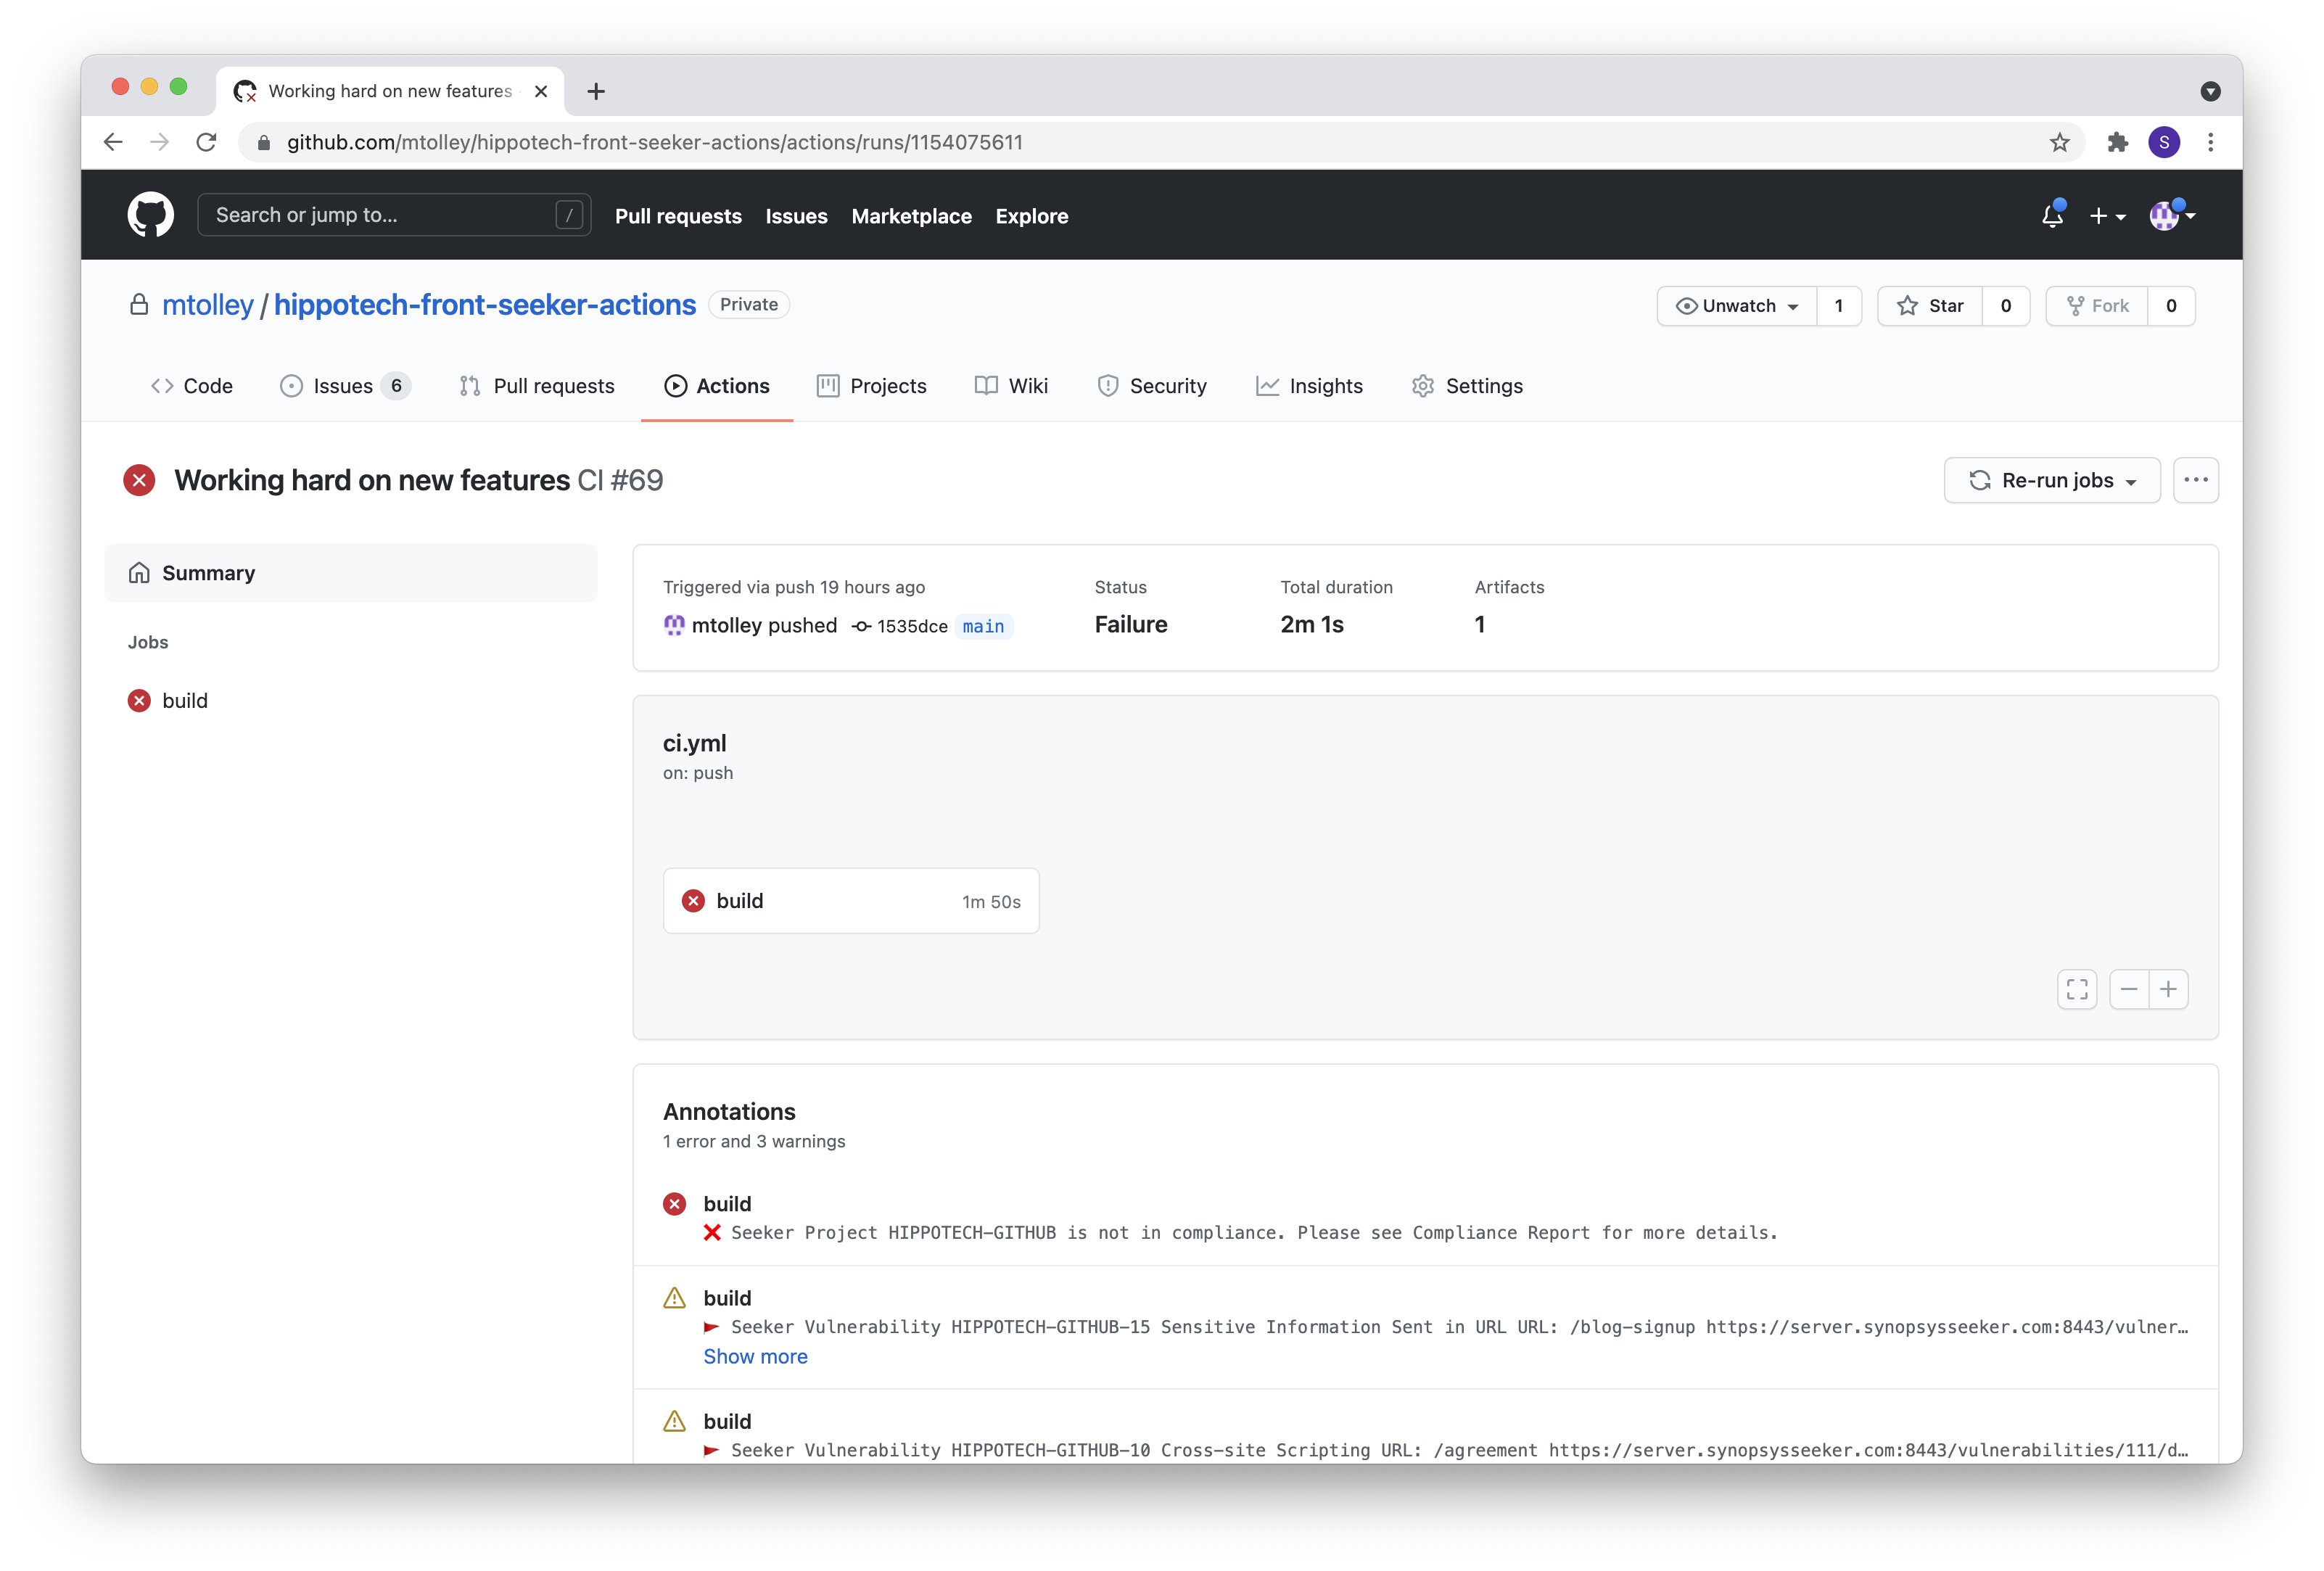 Working hard on new features
github.com/mtolley/hippotech-front-seeker-actions/actions/runs/1154075611
S
Search or jump to... /
Pull requests Issues Marketplace Explore
mtolley / hippotech-front-seeker-actions Private
Unwatch 1 Star 0 Fork 0
Code Issues 6 Pull requests Actions Projects Wiki Security Insights Settings
Working hard on new features CI #69
Re-run jobs
Summary
Jobs
build
Triggered via push 19 hours ago
mtolley pushed 1535dce main
Status
Failure
Total duration
2m 1s
Artifacts
1
ci.yml
on: push
build 1m 50s
Annotations
1 error and 3 warnings
build
❌ Seeker Project HIPPOTECH-GITHUB is not in compliance. Please see Compliance Report for more details.
build
Seeker Vulnerability HIPPOTECH-GITHUB-15 Sensitive Information Sent in URL URL: /blog-signup https://server.synopsysseeker.com:8443/vulner…
Show more
build
Seeker Vulnerability HIPPOTECH-GITHUB-10 Cross-site Scripting URL: /agreement https://server.synopsysseeker.com:8443/vulnerabilities/111/d…